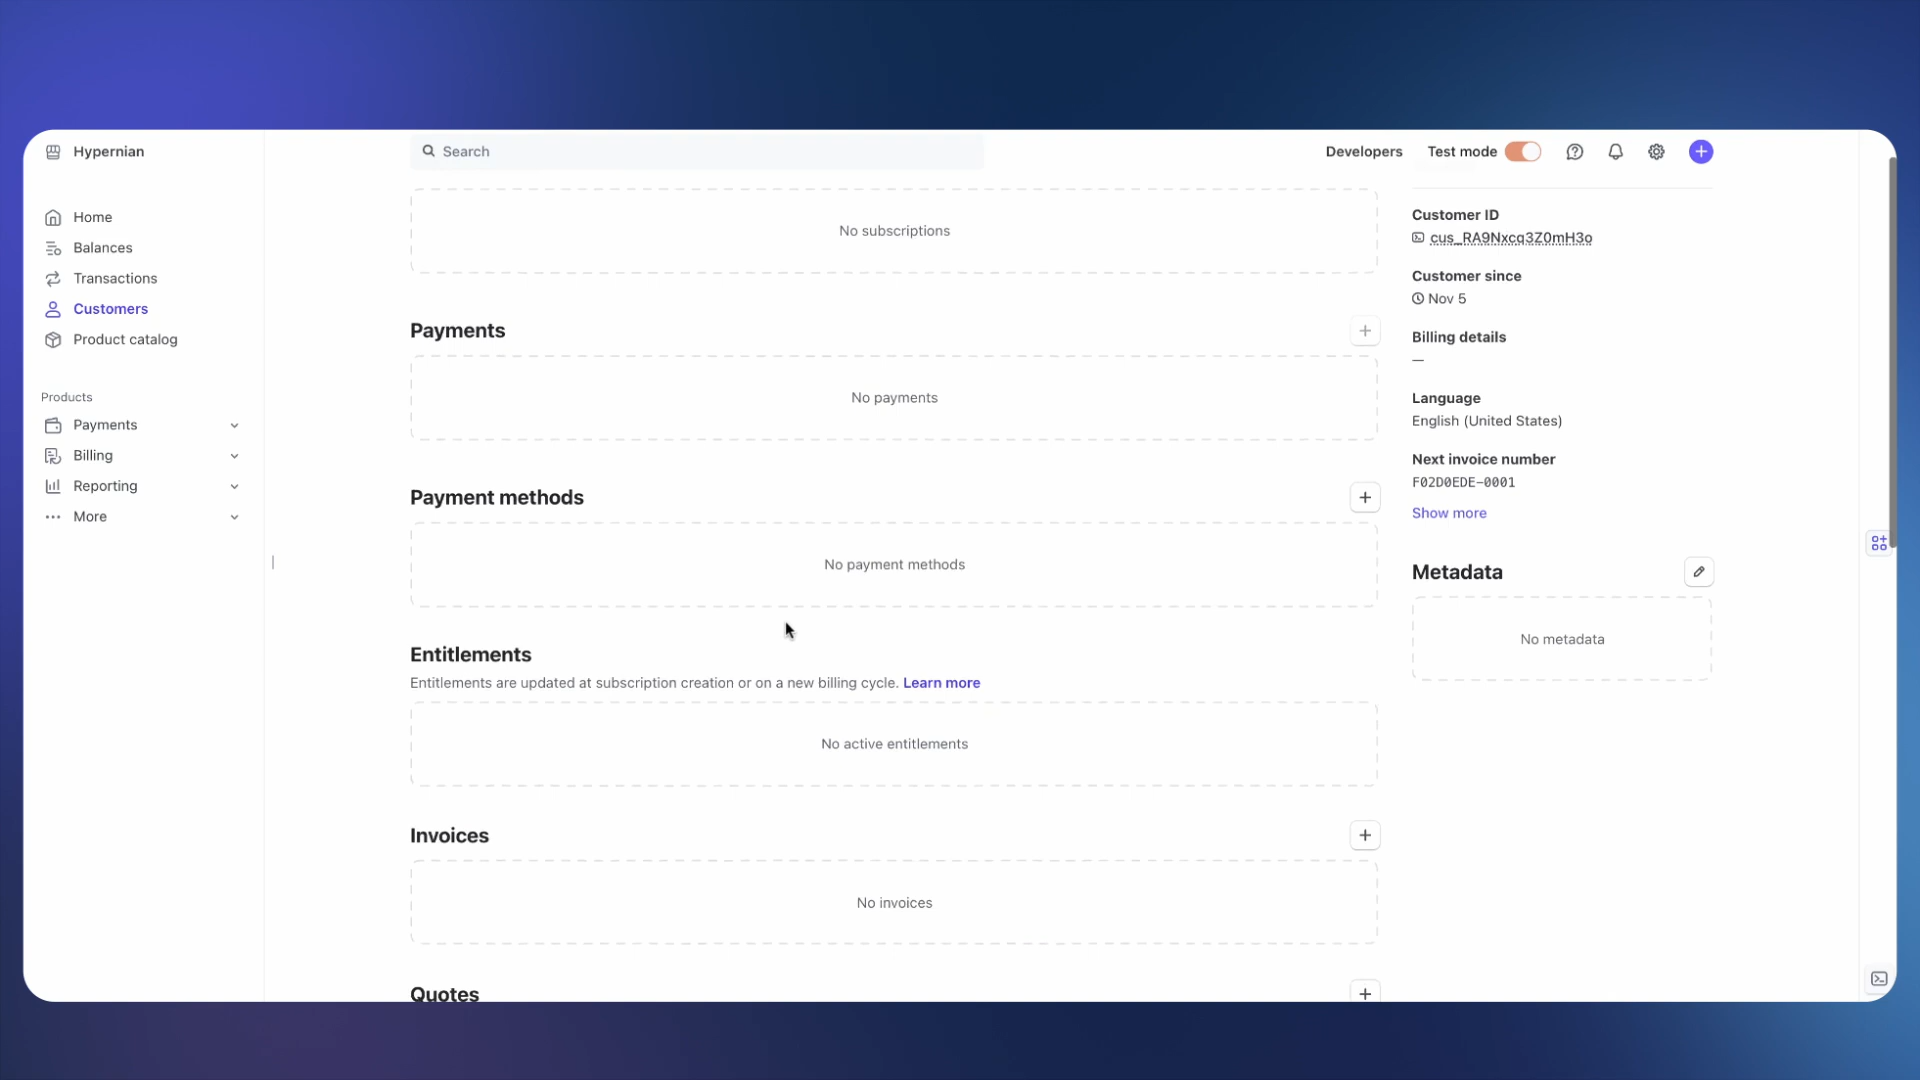 Hypernian
Search
Developers
Test mode
Home
Balances
Transactions
Customers
Product catalog
Products
Payments
Billing
Reporting
More
No subscriptions
Payments
No payments
Payment methods
No payment methods
Entitlements
Entitlements are updated at subscription creation or on a new billing cycle. Learn more
No active entitlements
Invoices
No invoices
Quotes
Customer ID
cus_RA9Nxcq3Z0mH3o
Customer since
Nov 5
Billing details
—
Language
English (United States)
Next invoice number
F02D0EDE-0001
Show more
Metadata
No metadata